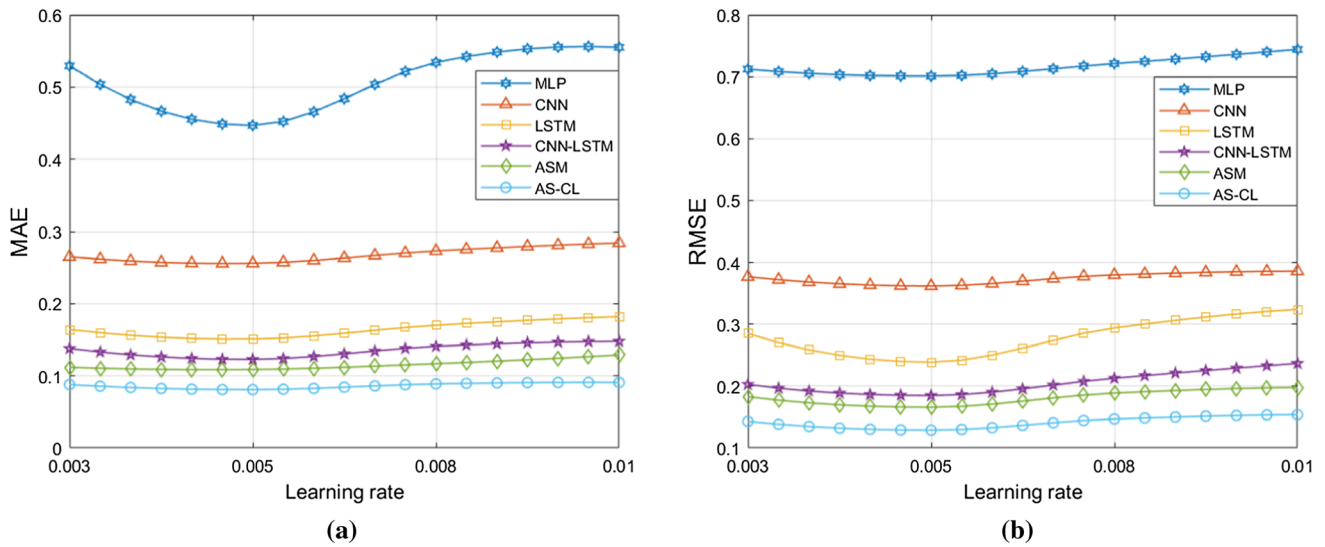 0.6
0.5
0.4
0.3
0.2
0.1
0
MAE
MLP
CNN
LSTM
CNN-LSTM
ASM
AS-CL
0.003 0.005 0.008 0.01
Learning rate
(a)
0.8
0.7
0.6
0.5
0.4
0.3
0.2
0.1
RMSE
MLP
CNN
LSTM
CNN-LSTM
ASM
AS-CL
0.003 0.005 0.008 0.01
Learning rate
(b)